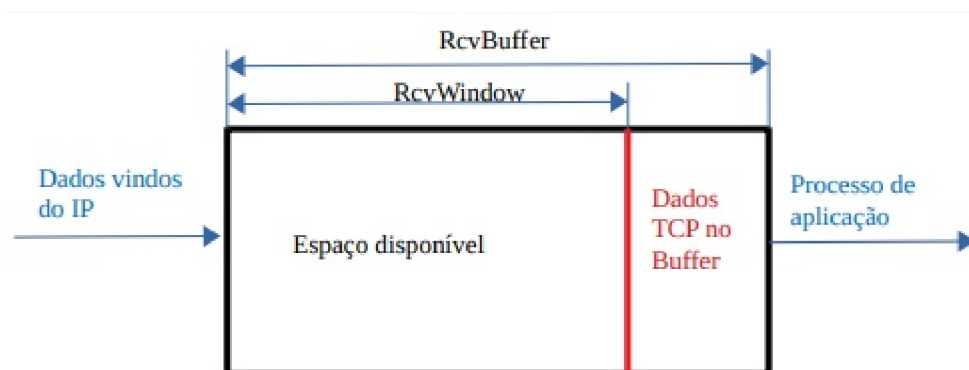 RcvBuffer
RcvWindow
Dados vindos
do IP
Espaço disponível
Dados
TCP no
Buffer
Processo de
aplicação